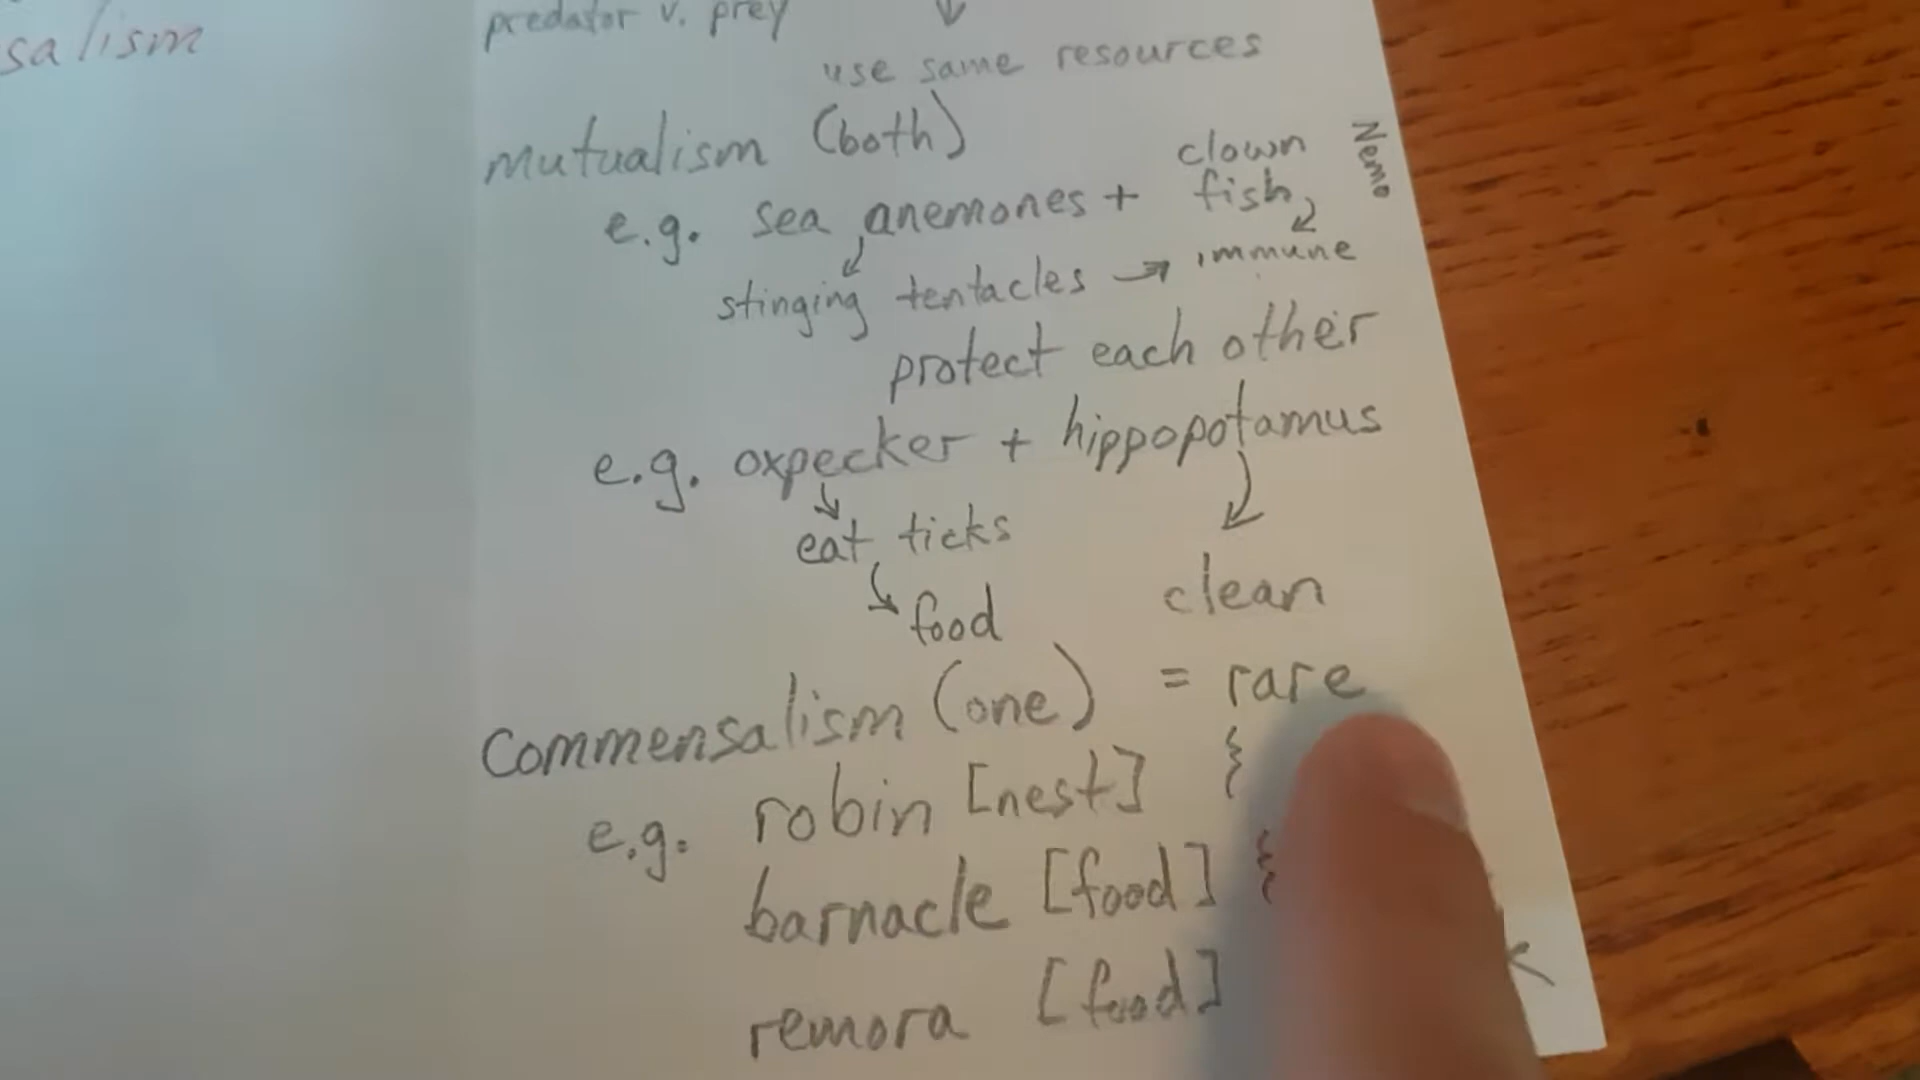 salism
predator v. prey
use same resources
mutualism (both)
e.g. sea anemones + clown fish
Nemo
stinging tentacles → immune
protect each other
e.g. oxpecker + hippopotamus
eat ticks
food
clean
Commensalism (one) = rare
e.g. robin [nest] }
barnacle [food] }
remora [food]